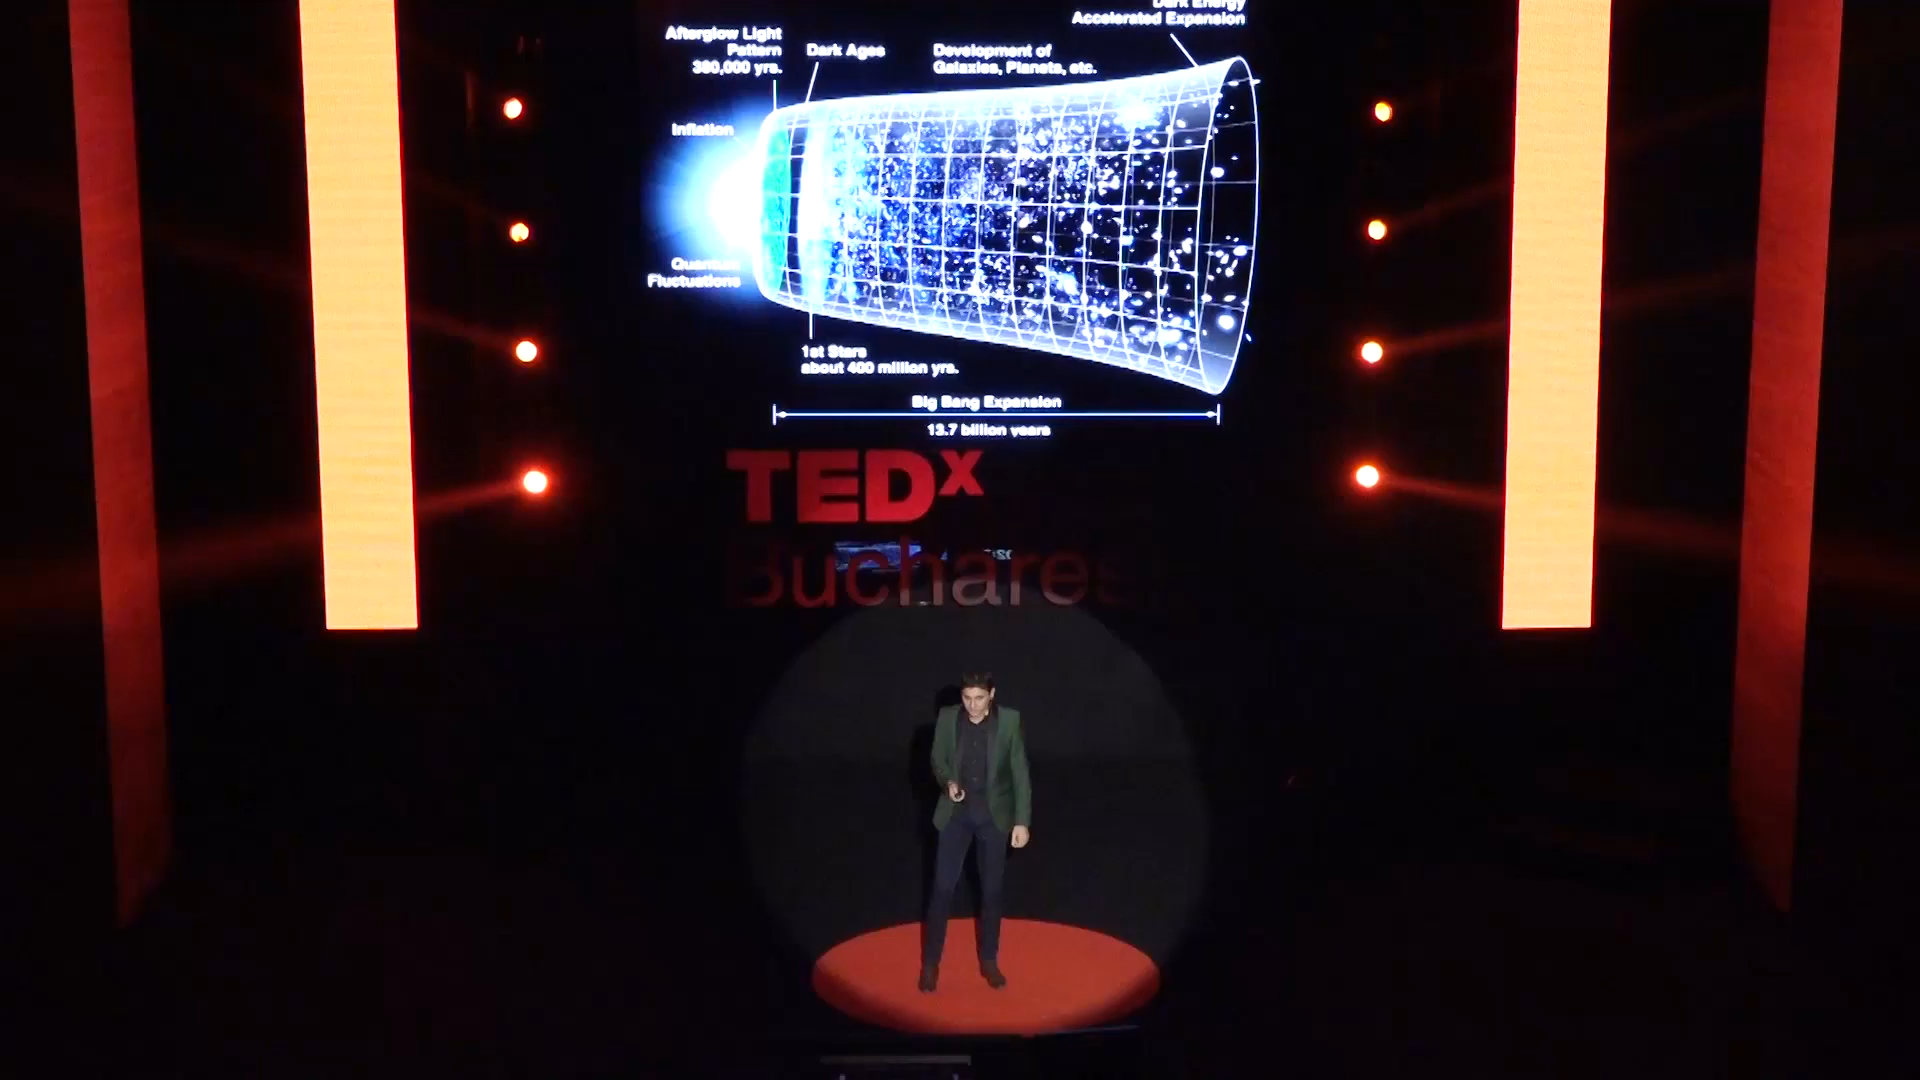 Dark Energy
Accelerated Expansion
Afterglow Light
Pattern
380,000 yrs.
Dark Ages
Development of
Galaxies, Planets, etc.
Inflation
Quantum
Fluctuations
1st Stars
about 400 million yrs.
Big Bang Expansion
13.7 billion years
TEDx
Bucharest